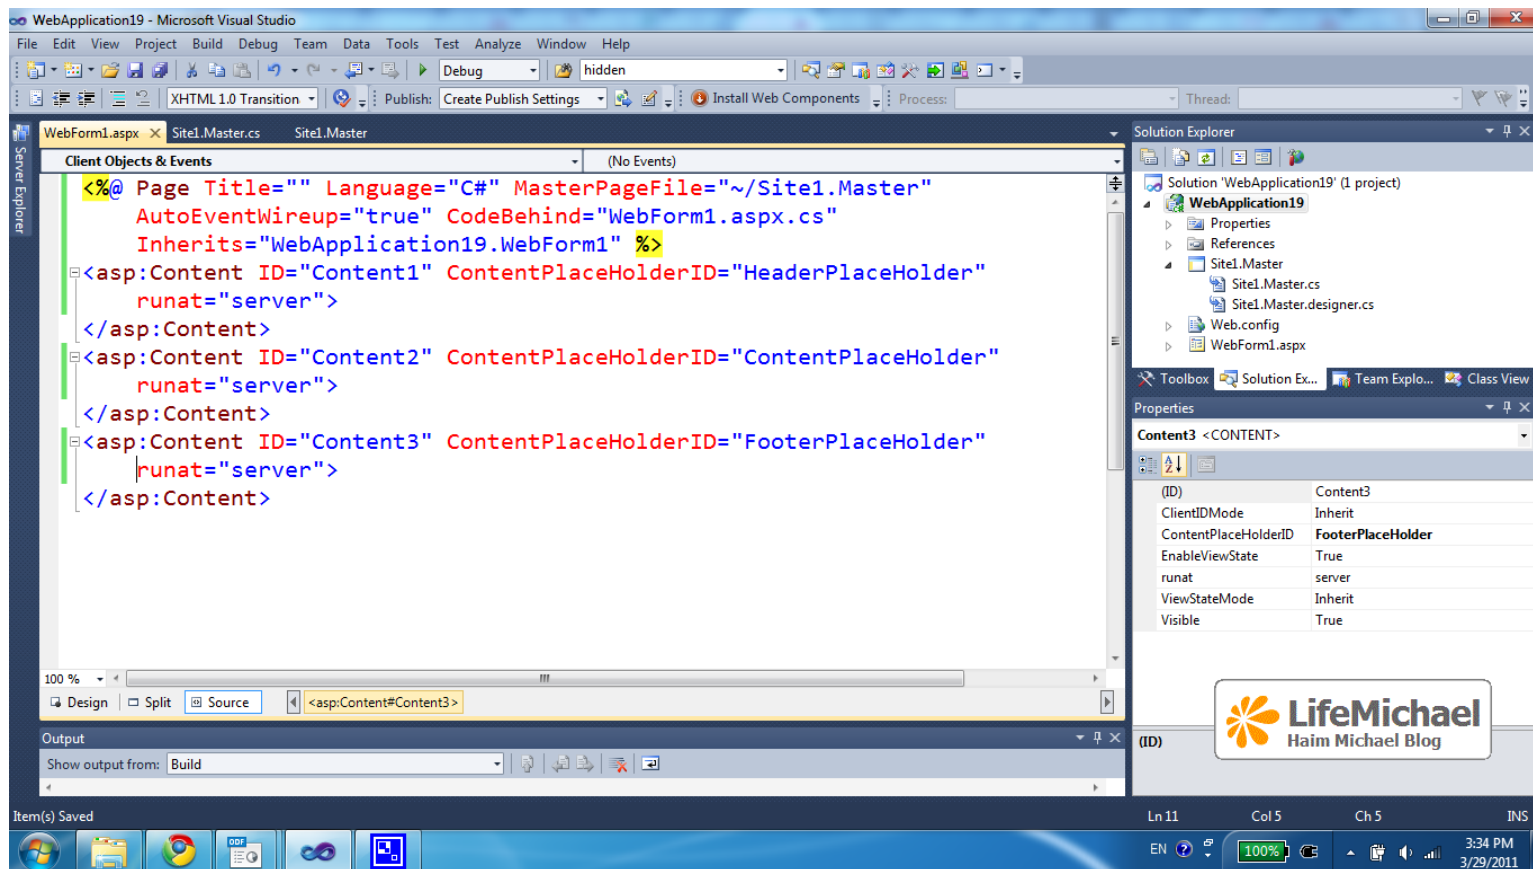 WebApplication19 - Microsoft Visual Studio
File Edit View Project Build Debug Team Data Tools Test Analyze Window Help
Debug hidden
XHTML 1.0 Transition Publish: Create Publish Settings Install Web Components Process: Thread:
Server Explorer
WebForm1.aspx Site1.Master.cs Site1.Master
Client Objects & Events (No Events)
<%@ Page Title="" Language="C#" MasterPageFile="~/Site1.Master"
AutoEventWireup="true" CodeBehind="WebForm1.aspx.cs"
Inherits="WebApplication19.WebForm1" %>
<asp:Content ID="Content1" ContentPlaceHolderID="HeaderPlaceHolder"
runat="server">
</asp:Content>
<asp:Content ID="Content2" ContentPlaceHolderID="ContentPlaceHolder"
runat="server">
</asp:Content>
<asp:Content ID="Content3" ContentPlaceHolderID="FooterPlaceHolder"
runat="server">
</asp:Content>
100 %
Design Split Source <asp:Content#Content3>
Output
Show output from: Build
Solution Explorer
Solution 'WebApplication19' (1 project)
WebApplication19
Properties
References
Site1.Master
Site1.Master.cs
Site1.Master.designer.cs
Web.config
WebForm1.aspx
Toolbox Solution Ex... Team Explo... Class View
Properties
Content3 <CONTENT>
(ID) Content3
ClientIDMode Inherit
ContentPlaceHolderID FooterPlaceHolder
EnableViewState True
runat server
ViewStateMode Inherit
Visible True
LifeMichael
Haim Michael Blog
(ID)
Item(s) Saved Ln 11 Col 5 Ch 5 INS
ODF
EN 100% 3:34 PM
3/29/2011